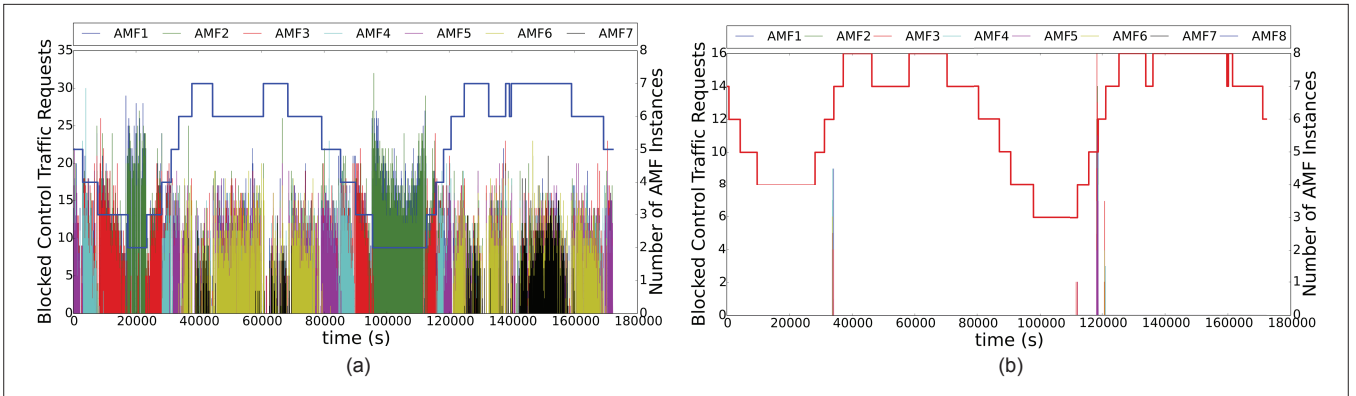 AMF1 AMF2 AMF3 AMF4 AMF5 AMF6 AMF7
35
30
25
20
15
10
5
0
Blocked Control Traffic Requests
8
7
6
5
4
3
2
1
0
Number of AMF Instances
0 20000 40000 60000 80000 100000 120000 140000 160000 180000
time (s)
(a)
AMF1 AMF2 AMF3 AMF4 AMF5 AMF6 AMF7 AMF8
16
14
12
10
8
6
4
2
0
Blocked Control Traffic Requests
8
7
6
5
4
3
2
1
0
Number of AMF Instances
0 20000 40000 60000 80000 100000 120000 140000 160000 180000
time (s)
(b)